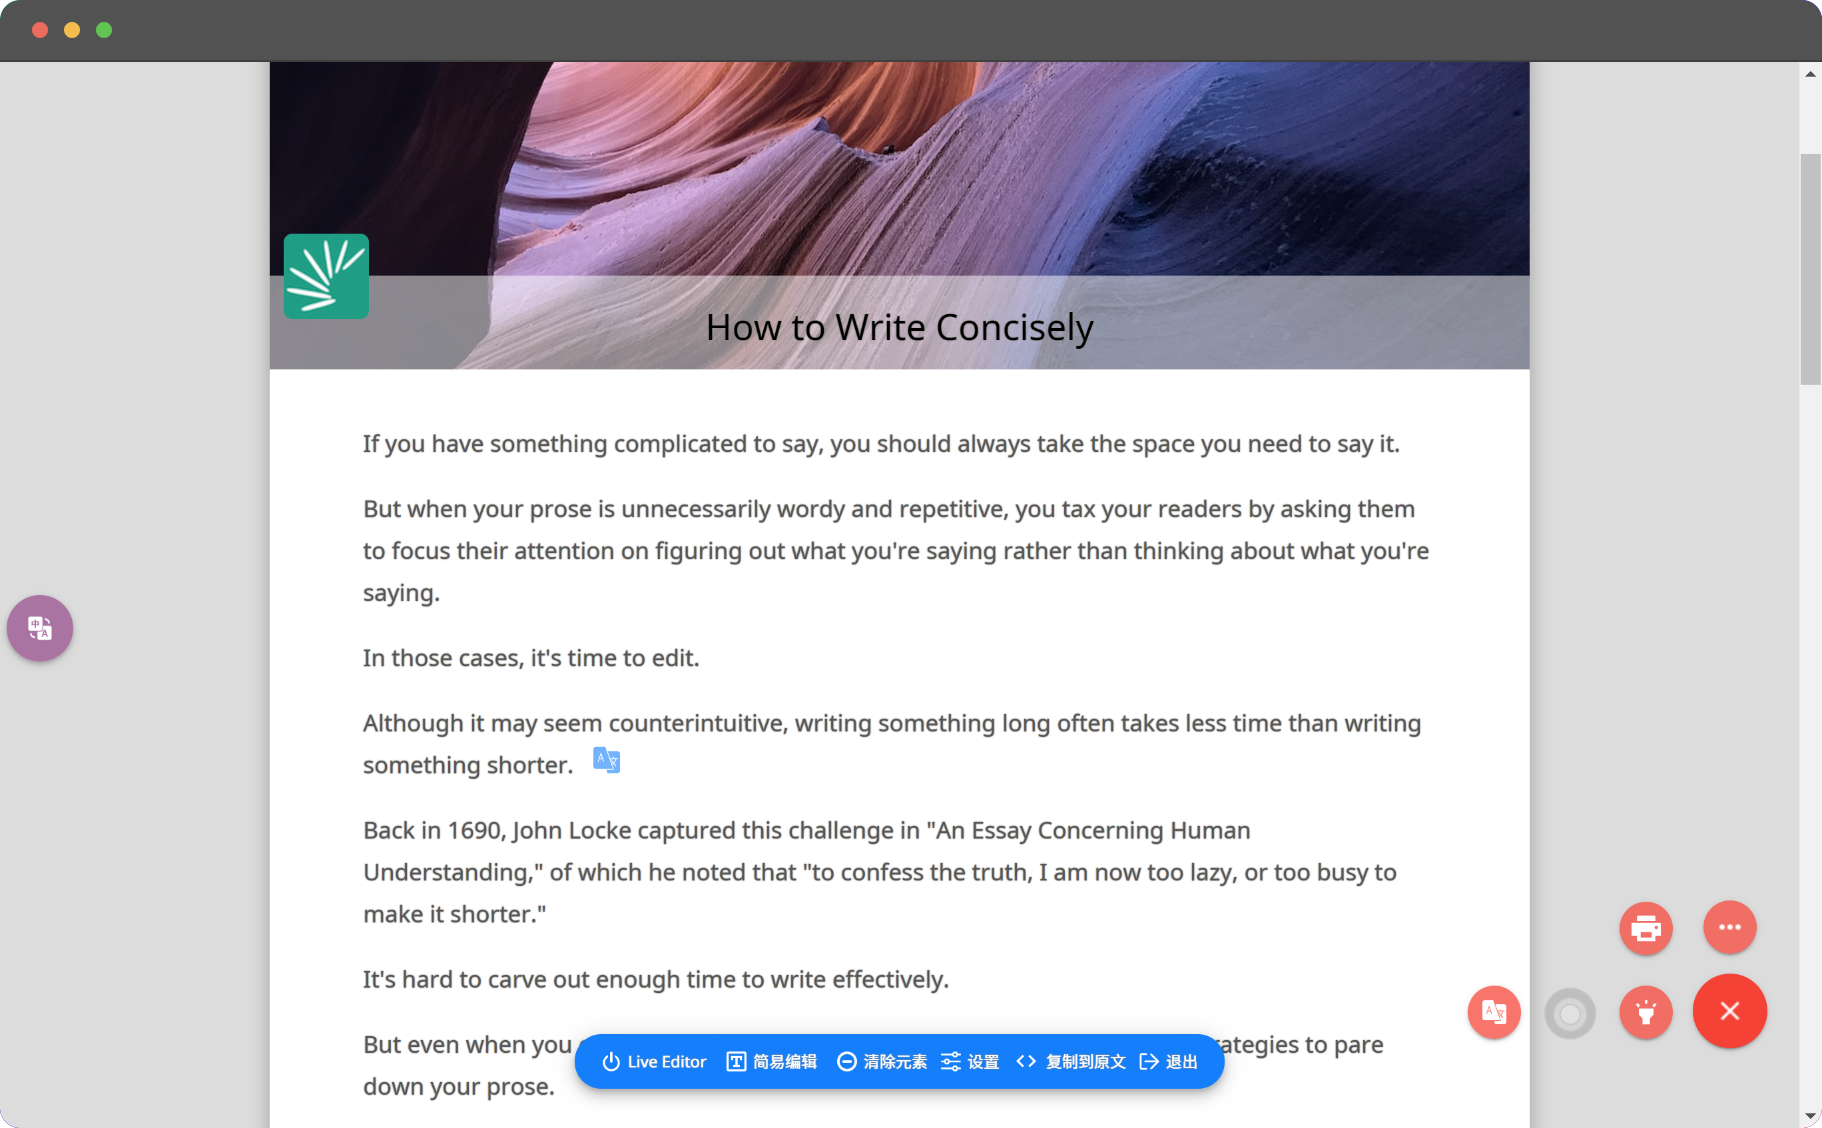 How to Write Concisely
If you have something complicated to say, you should always take the space you need to say it.
But when your prose is unnecessarily wordy and repetitive, you tax your readers by asking them
to focus their attention on figuring out what you're saying rather than thinking about what you're
saying.
In those cases, it's time to edit.
Although it may seem counterintuitive, writing something long often takes less time than writing
something shorter.
Back in 1690, John Locke captured this challenge in "An Essay Concerning Human
Understanding," of which he noted that "to confess the truth, I am now too lazy, or too busy to
make it shorter."
It's hard to carve out enough time to write effectively.
But even when you ategies to pare
Live Editor 简易编辑 清除元素 设置 复制到原文 退出
down your prose.